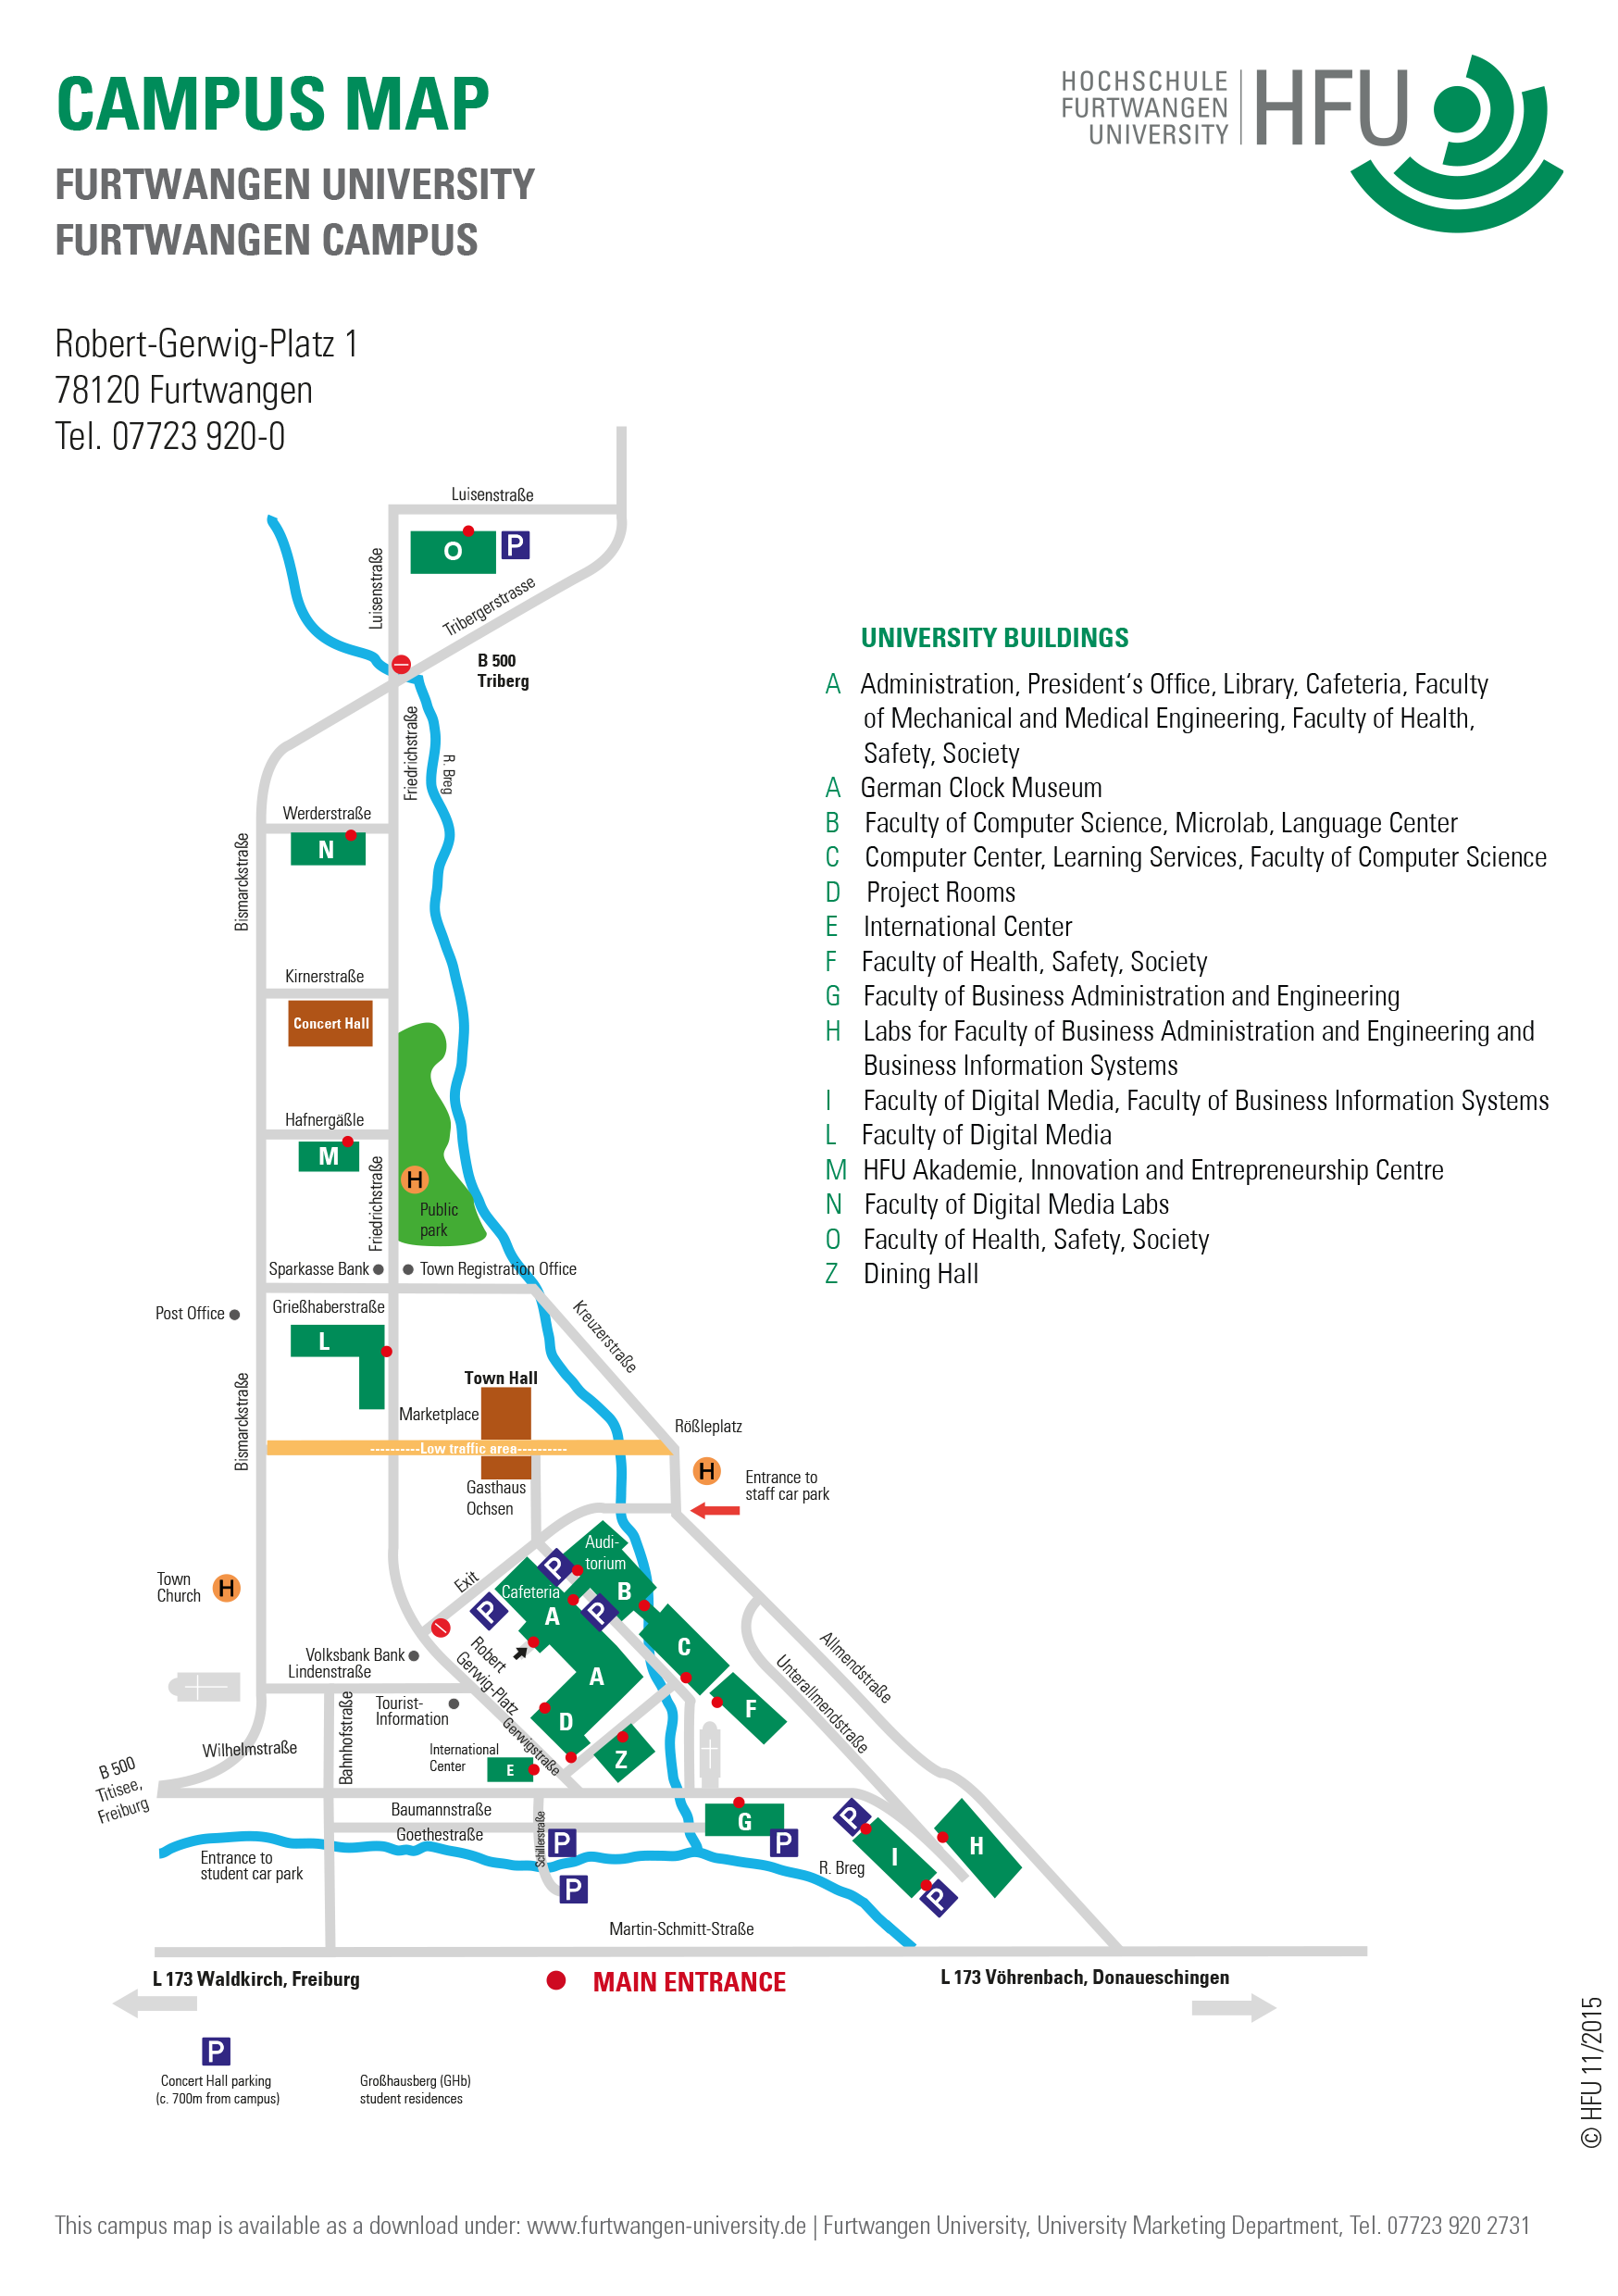 CAMPUS MAP
FURTWANGEN UNIVERSITY
FURTWANGEN CAMPUS
HOCHSCHULE
FURTWANGEN
UNIVERSITY
HFU
Robert-Gerwig-Platz 1
78120 Furtwangen
Tel. 07723 920-0
Luisenstraße
O
P
Luisenstraße
Tribergerstrasse
B 500
Triberg
Friedrichstraße
R. Breg
Werderstraße
N
Bismarckstraße
Kirnerstraße
Concert Hall
Hafnergäßle
M
Friedrichstraße
H
Public
park
Sparkasse Bank
Town Registration Office
Post Office
Grießhaberstraße
L
Kreuzerstraße
Bismarckstraße
Town Hall
Marketplace
----------Low traffic area----------
Rößleplatz
H
Gasthaus
Ochsen
Entrance to
staff car park
Audi-
torium
P
Exit
Cafeteria
B
A
P
P
Town
Church
H
C
A
Robert
Gerwig-Platz
Volksbank Bank
Lindenstraße
Allmendstraße
Unterallmendstraße
F
Tourist-
Information
D
Gerwigstraße
Z
Bahnhofstraße
Wilhelmstraße
International
Center
E
B 500
Titisee,
Freiburg
Baumannstraße
Goethestraße
Schillerstraße
P
G
P
P
I
H
P
Entrance to
student car park
R. Breg
P
Martin-Schmitt-Straße
L 173 Waldkirch, Freiburg
MAIN ENTRANCE
L 173 Vöhrenbach, Donaueschingen
P
Concert Hall parking
(c. 700m from campus)
Großhausberg (GHb)
student residences
UNIVERSITY BUILDINGS
A Administration, President‘s Office, Library, Cafeteria, Faculty
of Mechanical and Medical Engineering, Faculty of Health,
Safety, Society
A German Clock Museum
B Faculty of Computer Science, Microlab, Language Center
C Computer Center, Learning Services, Faculty of Computer Science
D Project Rooms
E International Center
F Faculty of Health, Safety, Society
G Faculty of Business Administration and Engineering
H Labs for Faculty of Business Administration and Engineering and
Business Information Systems
I Faculty of Digital Media, Faculty of Business Information Systems
L Faculty of Digital Media
M HFU Akademie, Innovation and Entrepreneurship Centre
N Faculty of Digital Media Labs
O Faculty of Health, Safety, Society
Z Dining Hall
© HFU 11/2015
This campus map is available as a download under: www.furtwangen-university.de | Furtwangen University, University Marketing Department, Tel. 07723 920 2731